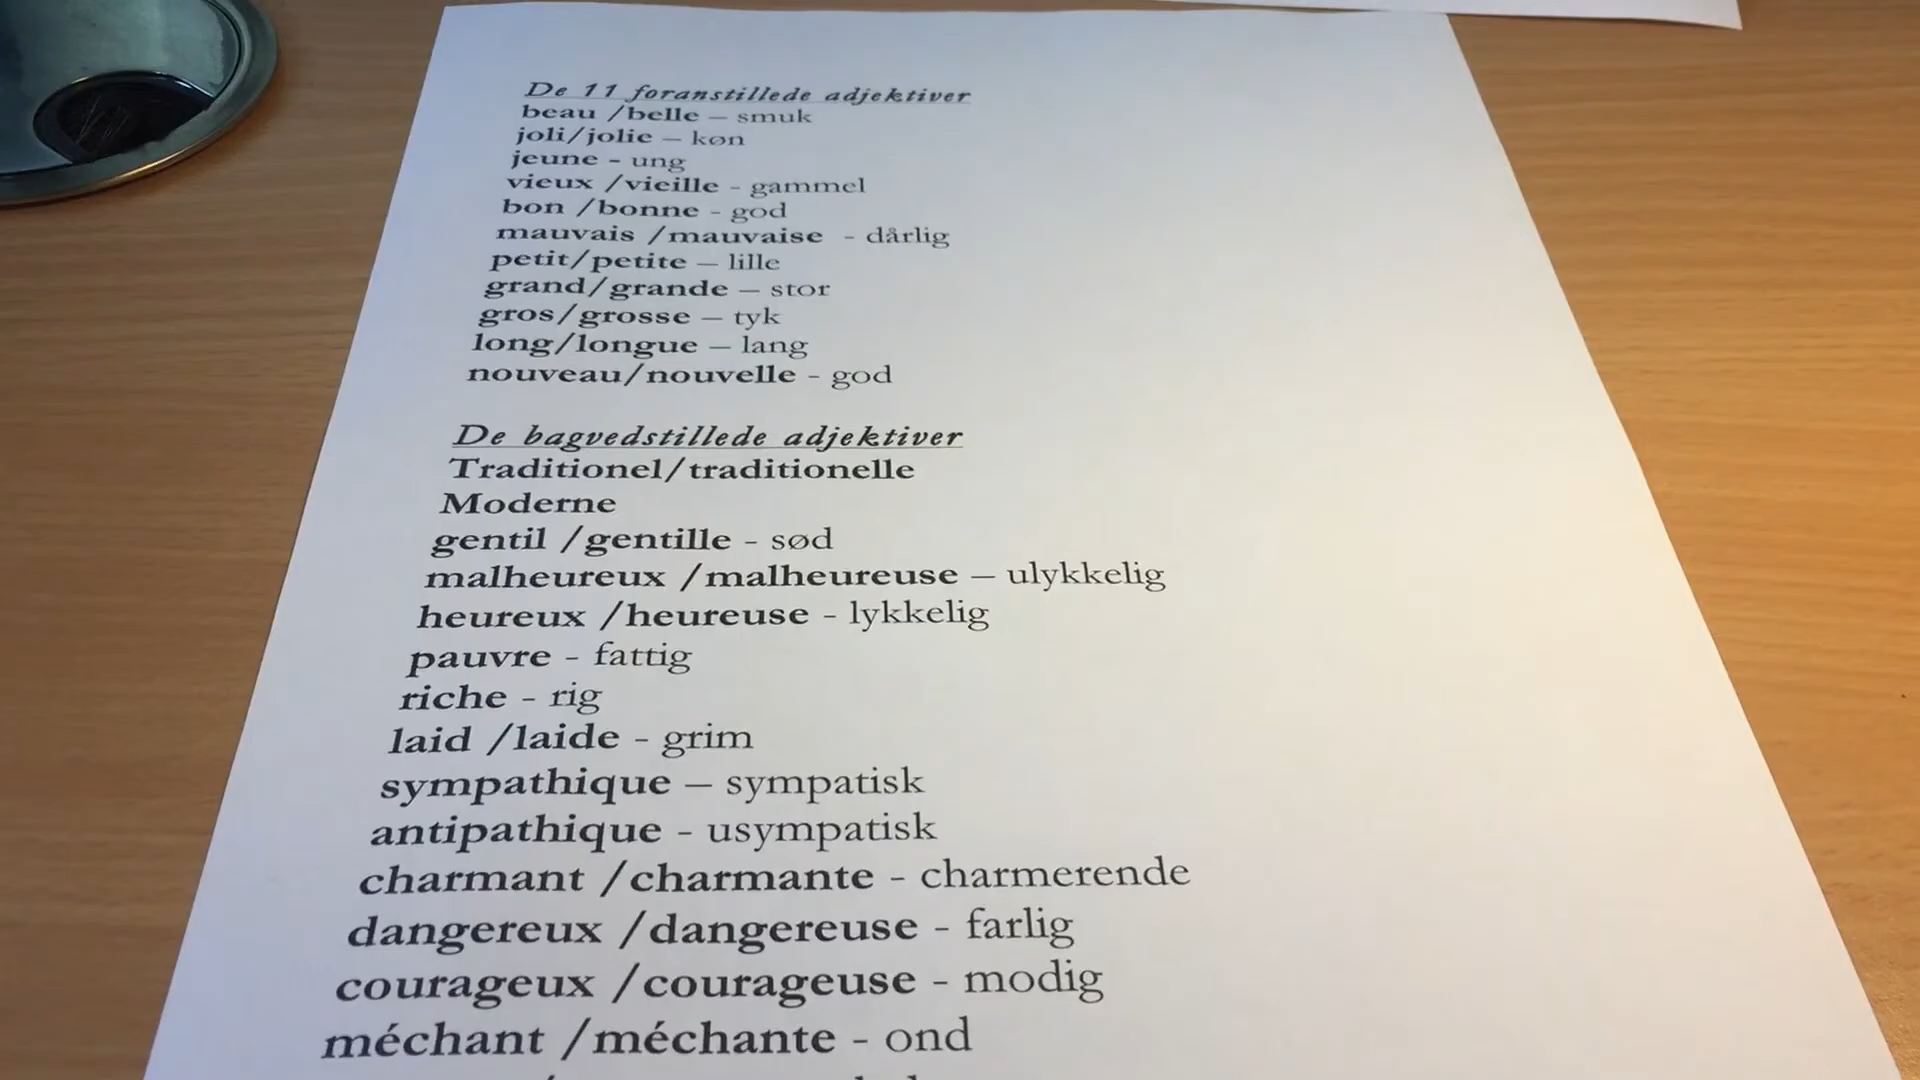 De 11 foranstillede adjektiver
beau /belle – smuk
joli/jolie – køn
jeune - ung
vieux /vieille - gammel
bon /bonne - god
mauvais /mauvaise - dårlig
petit/petite – lille
grand/grande – stor
gros/grosse – tyk
long/longue – lang
nouveau/nouvelle - god
De bagvedstillede adjektiver
Traditionel/traditionelle
Moderne
gentil /gentille - sød
malheureux /malheureuse – ulykkelig
heureux /heureuse - lykkelig
pauvre - fattig
riche - rig
laid /laide - grim
sympathique – sympatisk
antipathique - usympatisk
charmant /charmante - charmerende
dangereux /dangereuse - farlig
courageux /courageuse - modig
méchant /méchante - ond